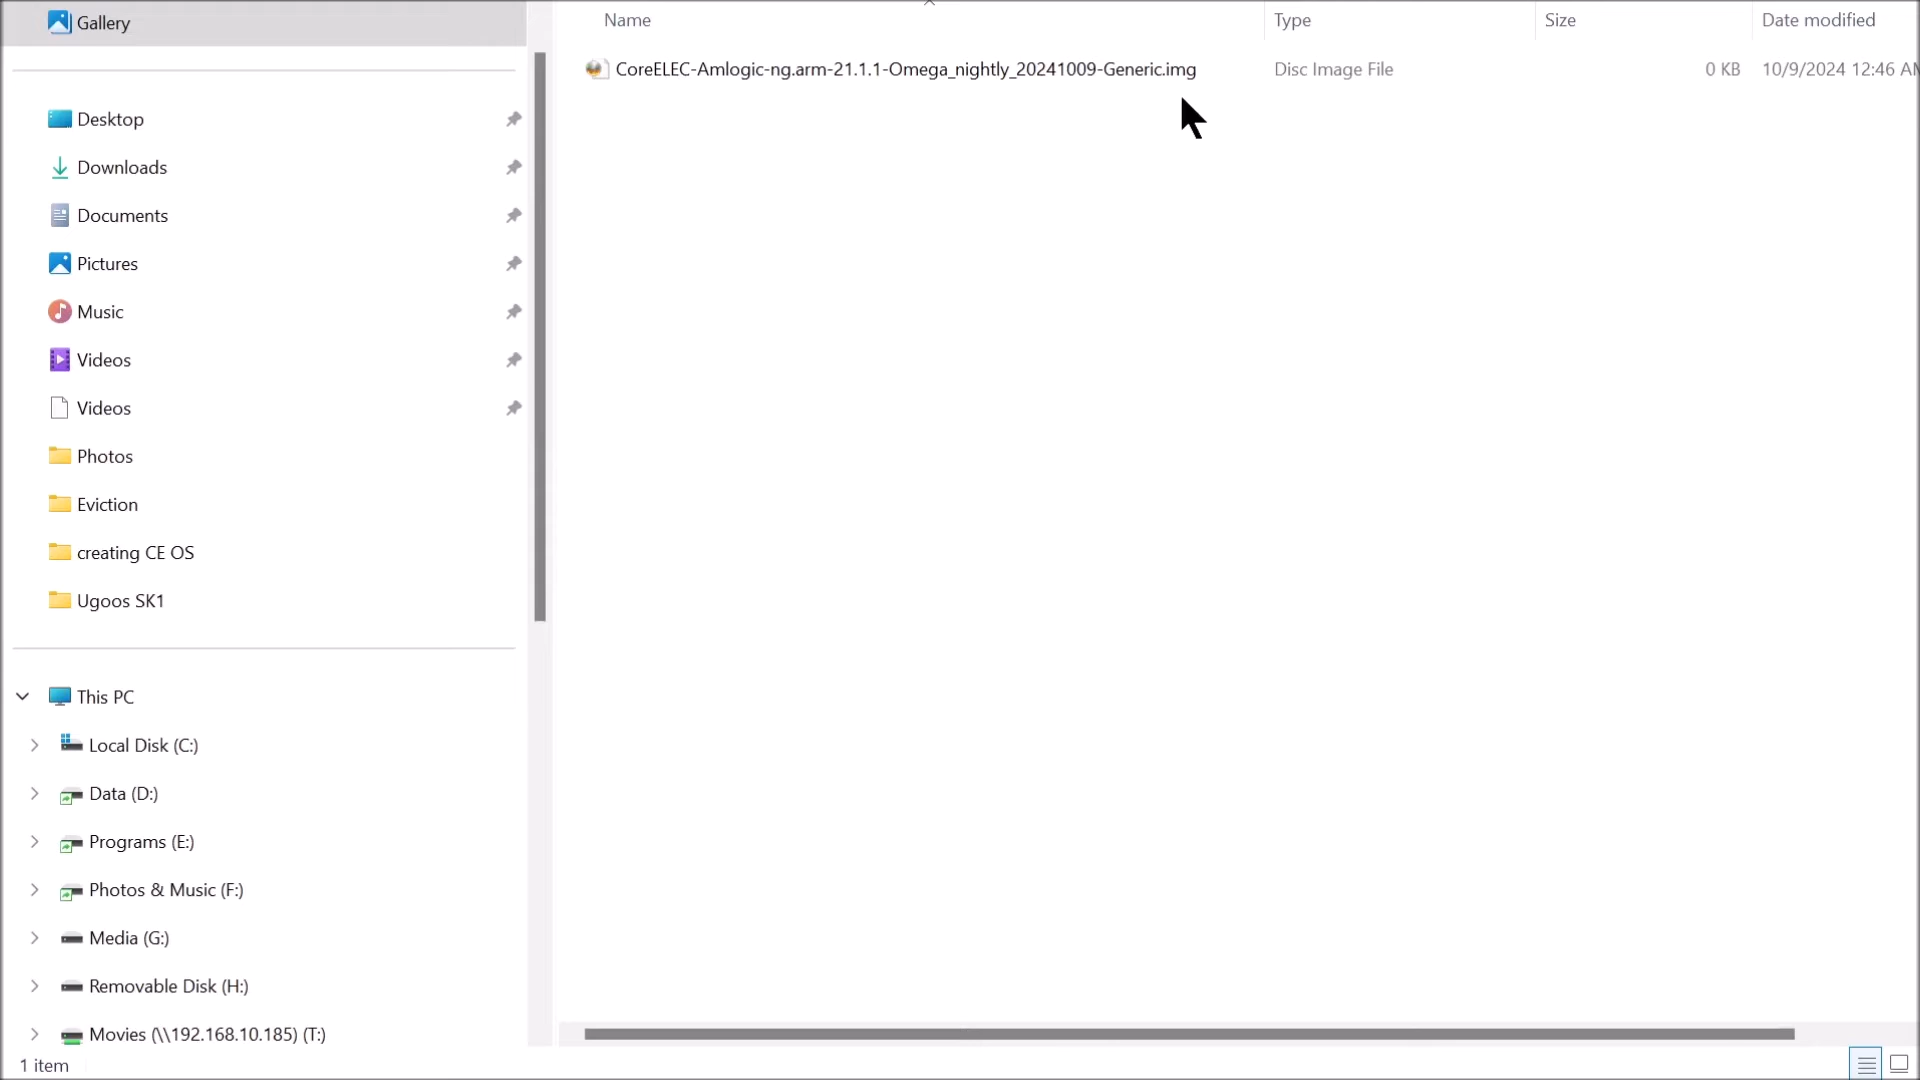 Gallery
Desktop
Downloads
Documents
Pictures
Music
Videos
Videos
Photos
Eviction
creating CE OS
Ugoos SK1
This PC
Local Disk (C:)
Data (D:)
Programs (E:)
Photos & Music (F:)
Media (G:)
Removable Disk (H:)
Movies (\\192.168.10.185) (T:)
1 item
Name Type Size Date modified
CoreELEC-Amlogic-ng.arm-21.1.1-Omega_nightly_20241009-Generic.img Disc Image File 0 KB 10/9/2024 12:46 AM